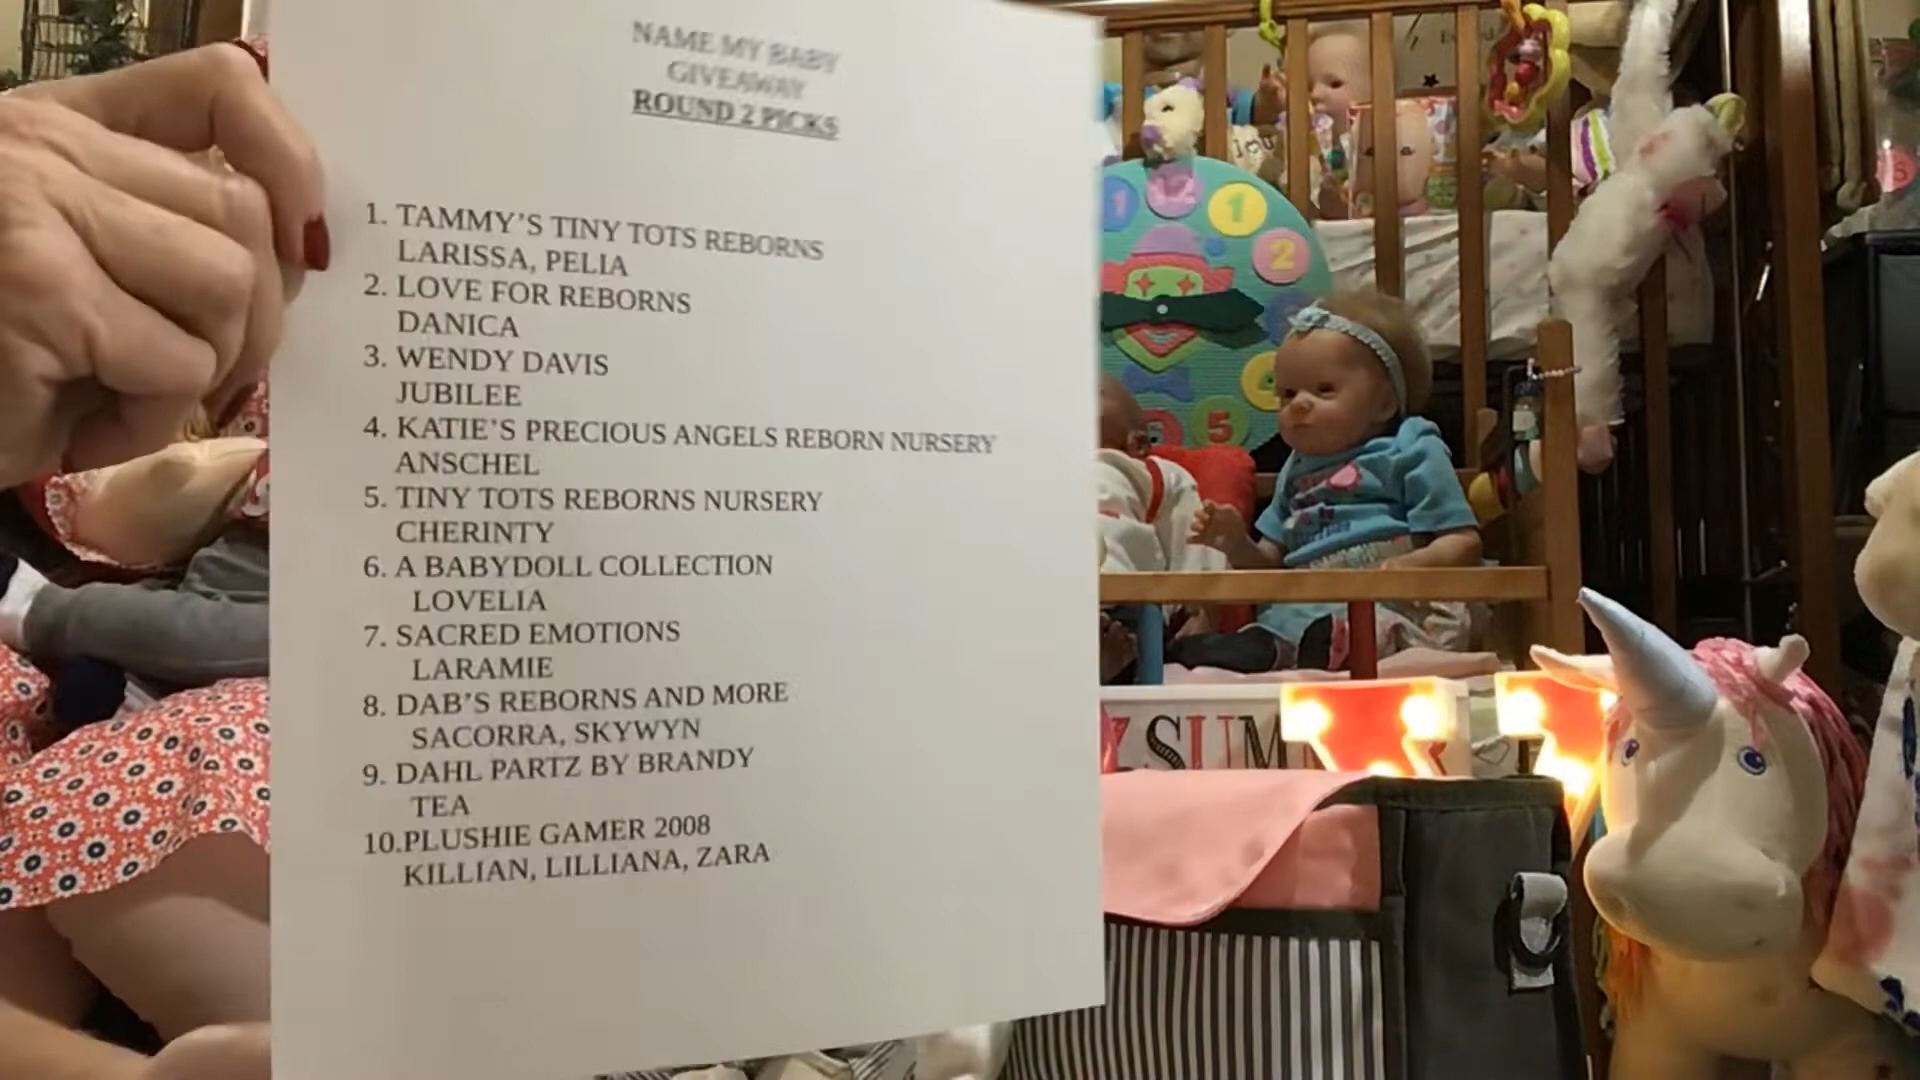 NAME MY BABY
GIVEAWAY
ROUND 2 PICKS
1. TAMMY'S TINY TOTS REBORNS
LARISSA, PELIA
2. LOVE FOR REBORNS
DANICA
3. WENDY DAVIS
JUBILEE
4. KATIE'S PRECIOUS ANGELS REBORN NURSERY
ANSCHEL
5. TINY TOTS REBORNS NURSERY
CHERINTY
6. A BABYDOLL COLLECTION
LOVELIA
7. SACRED EMOTIONS
LARAMIE
8. DAB'S REBORNS AND MORE
SACORRA, SKYWYN
9. DAHL PARTZ BY BRANDY
TEA
10.PLUSHIE GAMER 2008
KILLIAN, LILLIANA, ZARA
1
2
5